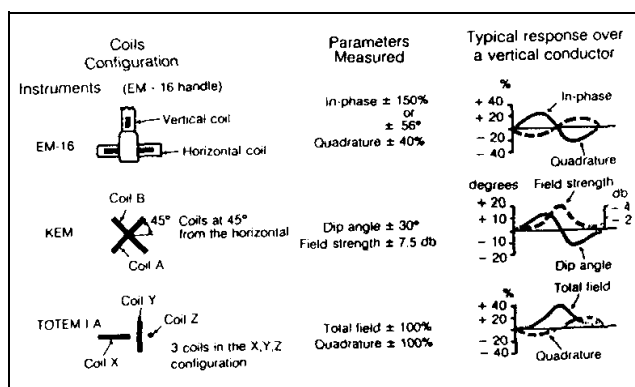 Coils
Configuration
Parameters
Measured
Typical response over
a vertical conductor
Instruments (EM - 16 handle)
EM-16
Vertical coil
Horizontal coil
In-phase ± 150%
or
± 56°
Quadrature ± 40%
%
+ 40
+ 20
- 20
- 40
In-phase
Quadrature
KEM
Coil B
45°
Coil A
Coils at 45°
from the horizontal
Dip angle ± 30°
Field strength ± 7.5 db
degrees
+ 20
+ 10
- 10
- 20
Field strength
db
- 4
- 2
Dip angle
TOTEM I A
Coil Y
Coil Z
Coil X
3 coils in the X,Y,Z
configuration
Total field ± 100%
Quadrature ± 100%
%
+ 40
+ 20
- 20
- 40
Total field
Quadrature